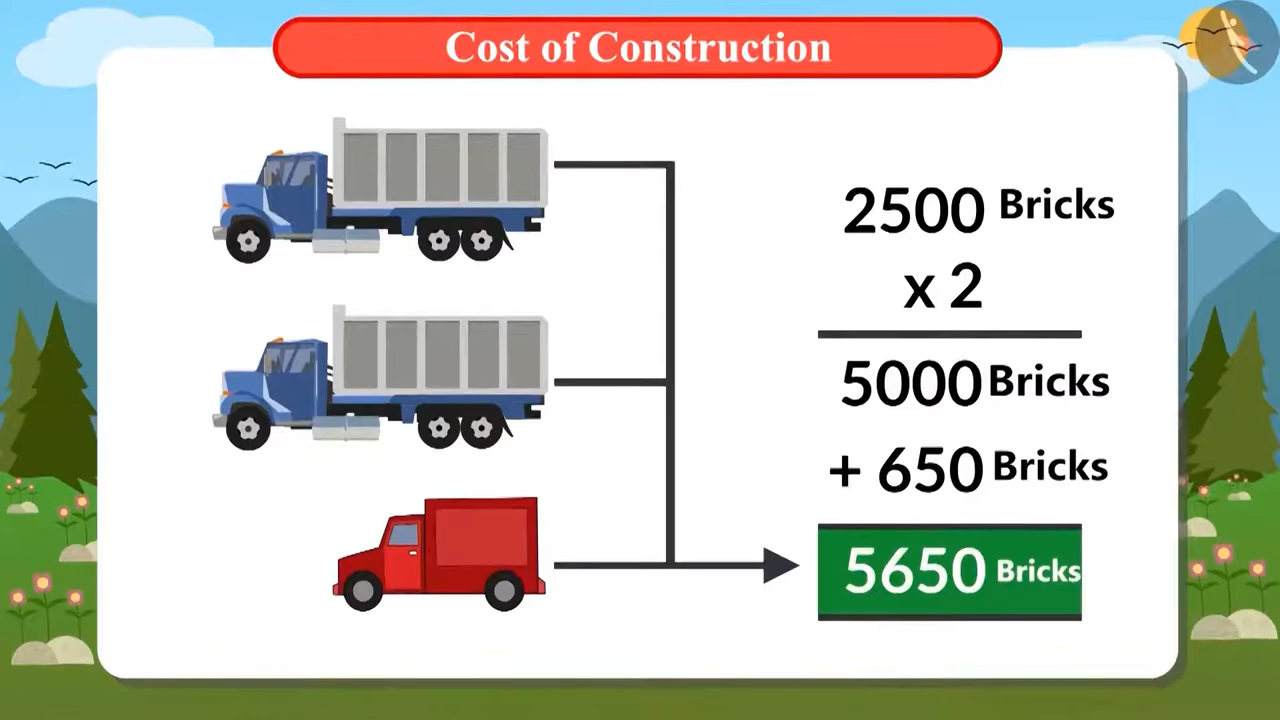 Cost of Construction
2500 Bricks
x 2
5000 Bricks
+ 650 Bricks
5650 Bricks